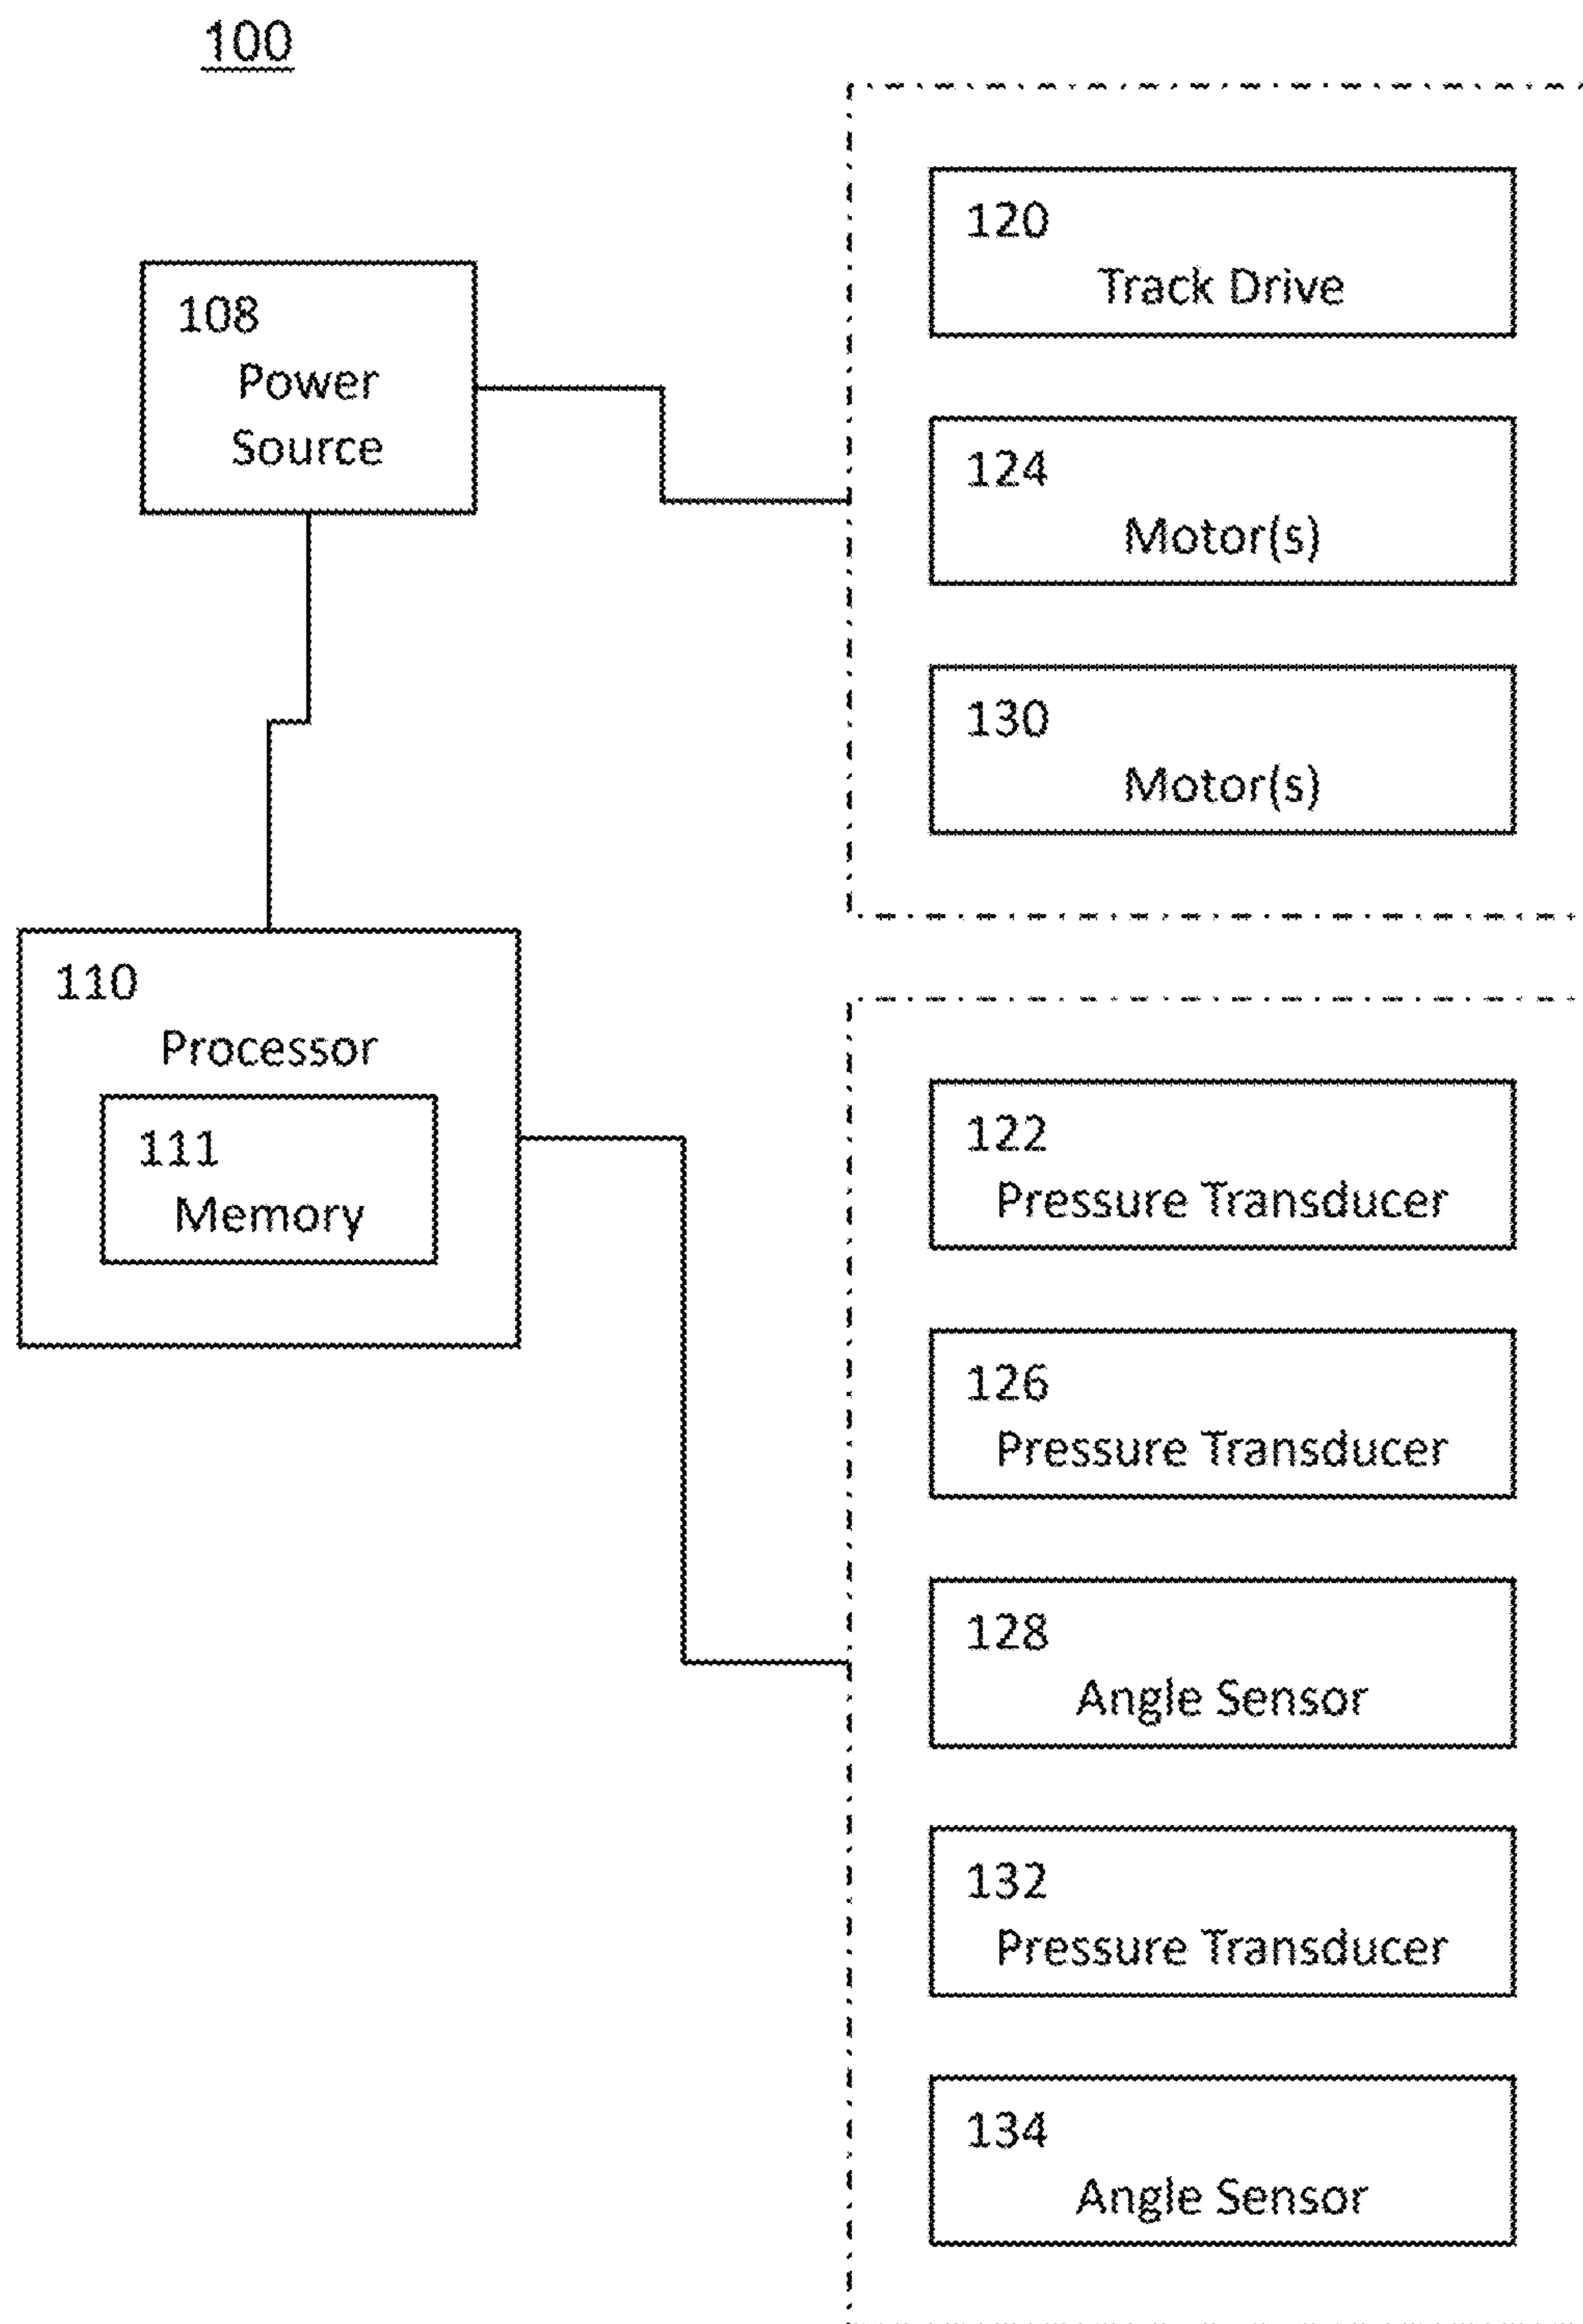 100
108
Power
Source
110
Processor
111
Memory
120
Track Drive
124
Motor(s)
130
Motor(s)
122
Pressure Transducer
126
Pressure Transducer
128
Angle Sensor
132
Pressure Transducer
134
Angle Sensor